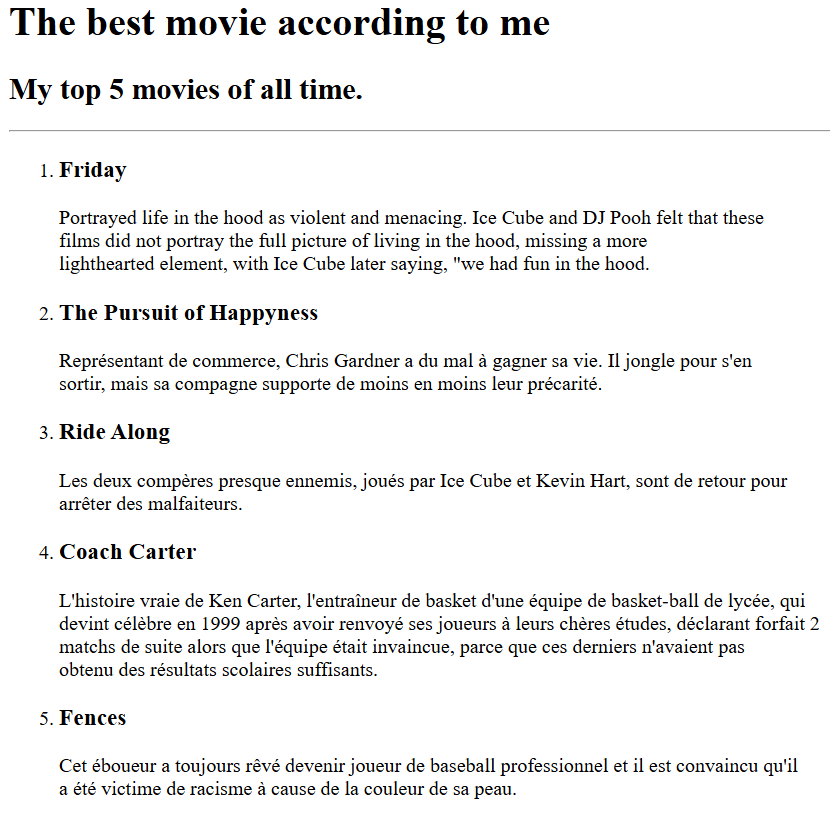 The best movie according to me
My top 5 movies of all time.
1. Friday
Portrayed life in the hood as violent and menacing. Ice Cube and DJ Pooh felt that these
films did not portray the full picture of living in the hood, missing a more
lighthearted element, with Ice Cube later saying, "we had fun in the hood.
2. The Pursuit of Happyness
Représentant de commerce, Chris Gardner a du mal à gagner sa vie. Il jongle pour s'en
sortir, mais sa compagne supporte de moins en moins leur précarité.
3. Ride Along
Les deux compères presque ennemis, joués par Ice Cube et Kevin Hart, sont de retour pour
arrêter des malfaiteurs.
4. Coach Carter
L'histoire vraie de Ken Carter, l'entraîneur de basket d'une équipe de basket-ball de lycée, qui
devint célèbre en 1999 après avoir renvoyé ses joueurs à leurs chères études, déclarant forfait 2
matchs de suite alors que l'équipe était invaincue, parce que ces derniers n'avaient pas
obtenu des résultats scolaires suffisants.
5. Fences
Cet éboueur a toujours rêvé devenir joueur de baseball professionnel et il est convaincu qu'il
a été victime de racisme à cause de la couleur de sa peau.